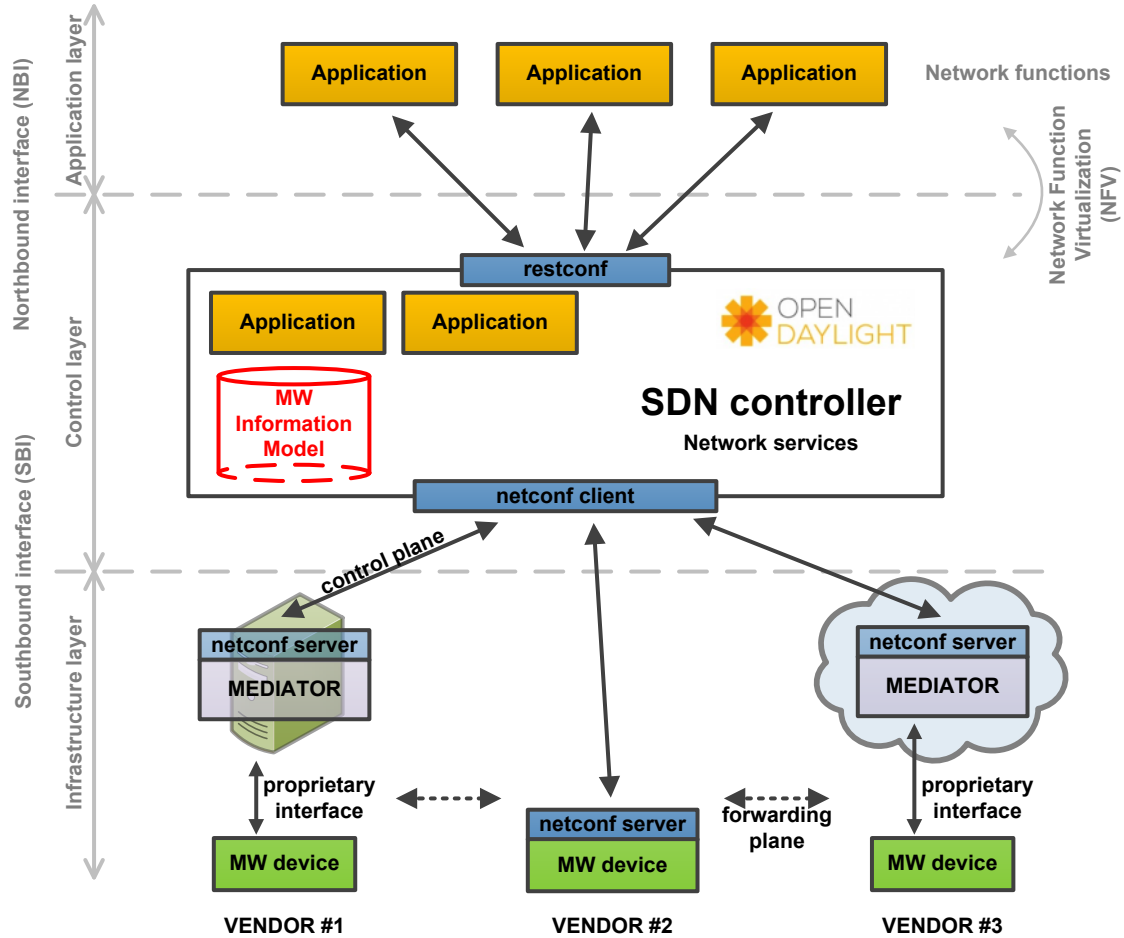 Application layer
Northbound interface (NBI)
Application
Application
Application
Network functions
Network Function
Virtualization
(NFV)
restconf
Control layer
Application
Application
OPEN
DAYLIGHT
MW
Information
Model
SDN controller
Network services
netconf client
Southbound interface (SBI)
control plane
Infrastructure layer
netconf server
MEDIATOR
netconf server
MEDIATOR
proprietary
interface
proprietary
interface
forwarding
plane
netconf server
MW device
MW device
MW device
VENDOR #1
VENDOR #2
VENDOR #3